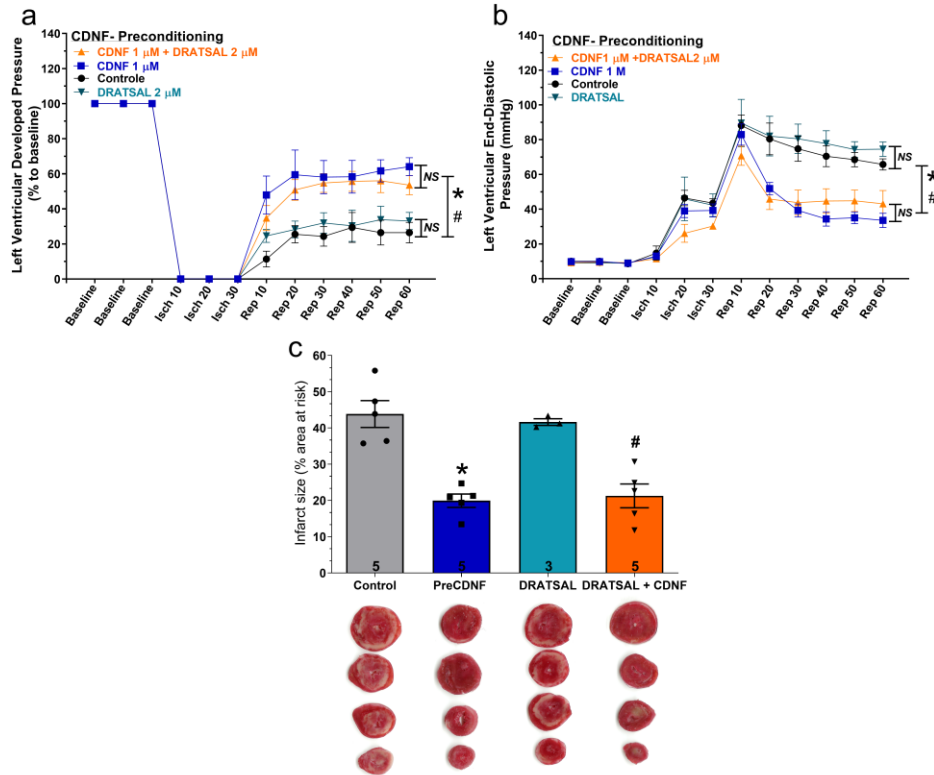 a
CDNF- Preconditioning
CDNF 1 μM + DRATSAL 2 μM
CDNF 1 μM
Controle
DRATSAL 2 μM
Left Ventricular Developed Pressure
(% to baseline)
140
120
100
80
60
40
20
0
NS
NS
*
#
Baseline
Baseline
Baseline
Isch 10
Isch 20
Isch 30
Rep 10
Rep 20
Rep 30
Rep 40
Rep 50
Rep 60
b
CDNF- Preconditioning
CDNF1 μM +DRATSAL2 μM
CDNF 1 M
Controle
DRATSAL
Left Ventricular End-Diastolic
Pressure (mmHg)
140
120
100
80
60
40
20
0
NS
NS
*
#
Baseline
Baseline
Baseline
Isch 10
Isch 20
Isch 30
Rep 10
Rep 20
Rep 30
Rep 40
Rep 50
Rep 60
c
Infarct size (% area at risk)
60
50
40
30
20
10
0
*
#
5
5
3
5
Control
PreCDNF
DRATSAL
DRATSAL + CDNF